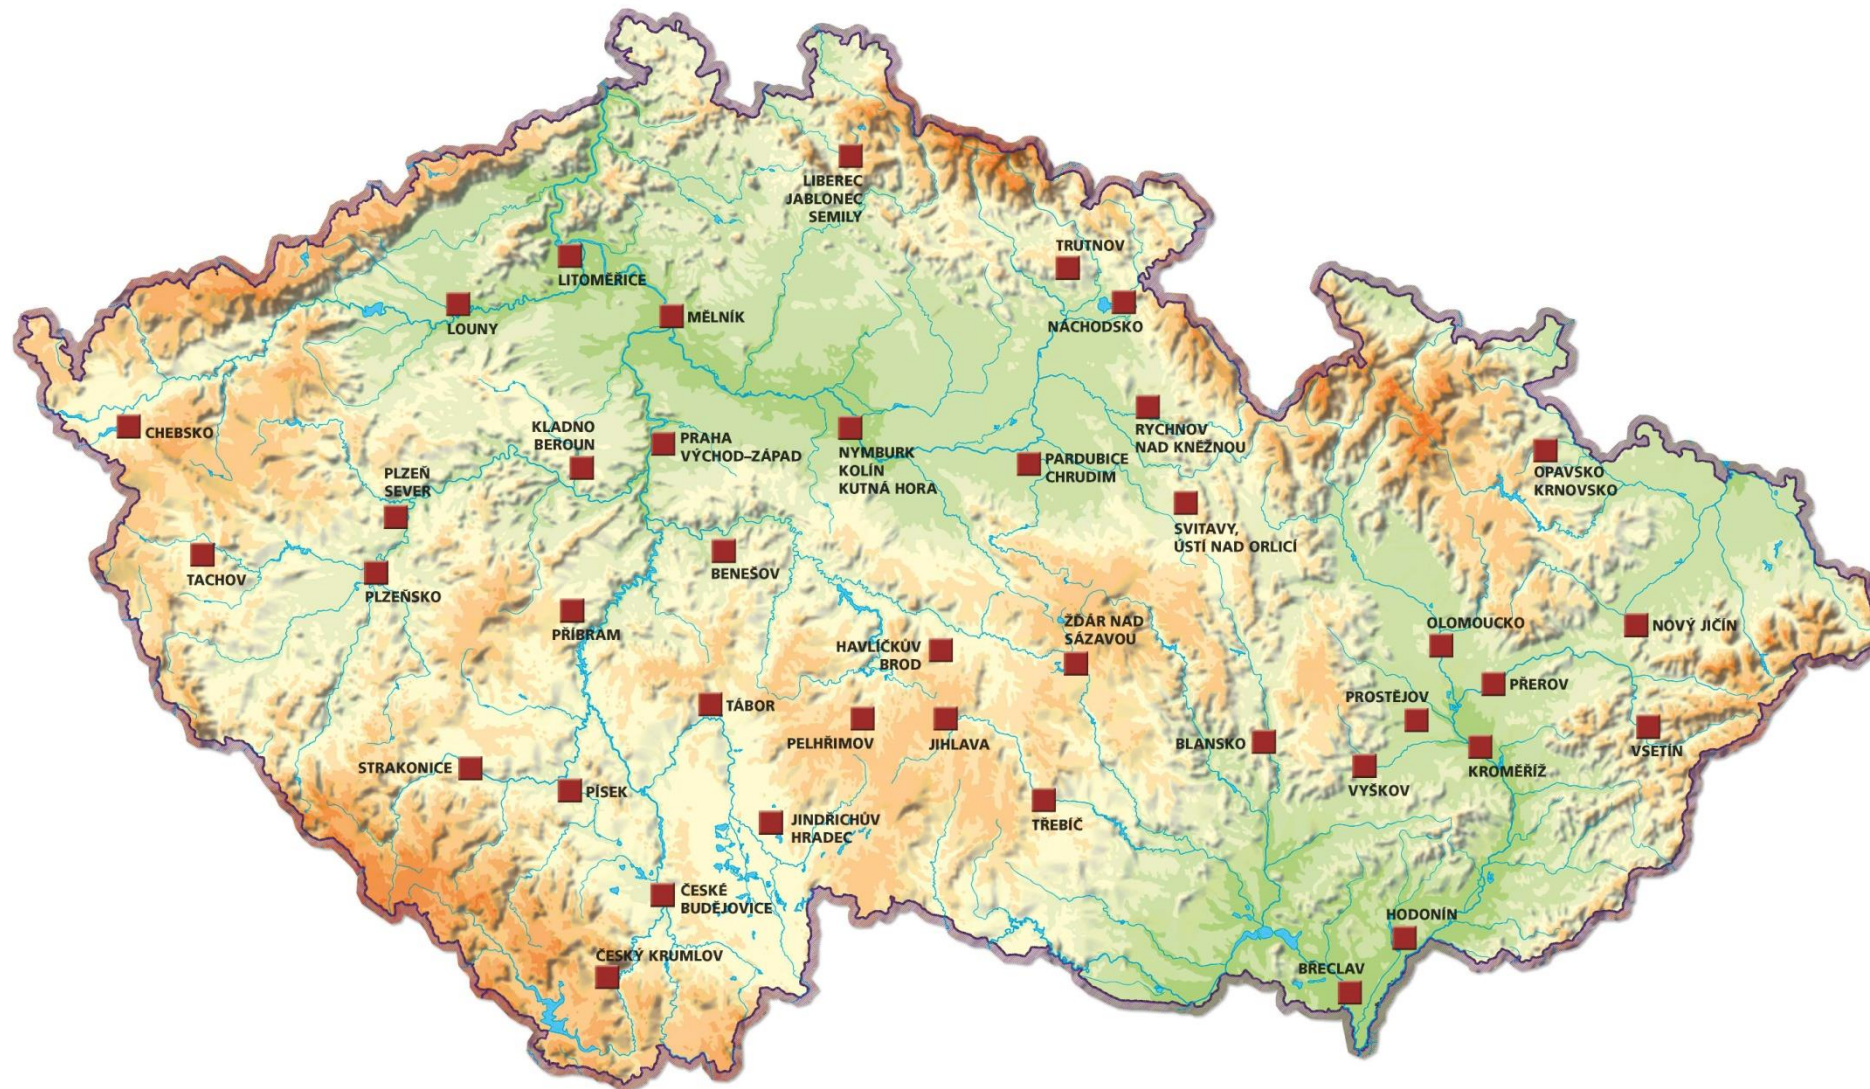 LIBEREC
JABLONEC
SEMILY
TRUTNOV
LITOMĚŘICE
NÁCHODSKO
MĚLNÍK
LOUNY
CHEBSKO
KLADNO
BEROUN
PRAHA
VÝCHOD–ZÁPAD
NYMBURK
KOLÍN
KUTNÁ HORA
RYCHNOV
NAD KNĚŽNOU
PARDUBICE
CHRUDIM
OPAVSKO
KRNOVSKO
PLZEŇ
SEVER
SVITAVY,
ÚSTÍ NAD ORLICÍ
TACHOV
BENEŠOV
PLZEŇSKO
PŘÍBRAM
HAVLÍČKŮV
BROD
ŽĎÁR NAD
SÁZAVOU
OLOMOUCKO
NOVÝ JIČÍN
PŘEROV
PROSTĚJOV
TÁBOR
PELHŘIMOV
JIHLAVA
BLANSKO
VSETÍN
KROMĚŘÍŽ
STRAKONICE
VYŠKOV
PÍSEK
JINDŘICHŮV
HRADEC
TŘEBÍČ
ČESKÉ
BUDĚJOVICE
HODONÍN
ČESKÝ KRUMLOV
BŘECLAV